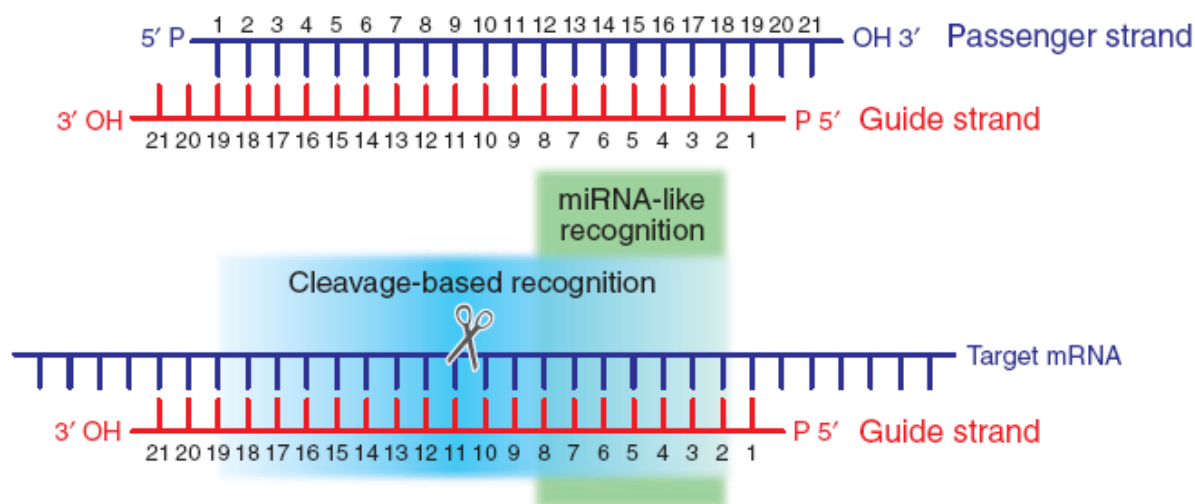 1 2 3 4 5 6 7 8 9 10 11 12 13 14 15 16 17 18 19 20 21
5′ P OH 3′ Passenger strand
3′ OH P 5′ Guide strand
21 20 19 18 17 16 15 14 13 12 11 10 9 8 7 6 5 4 3 2 1
miRNA-like
recognition
Cleavage-based recognition
Target mRNA
3′ OH P 5′ Guide strand
21 20 19 18 17 16 15 14 13 12 11 10 9 8 7 6 5 4 3 2 1